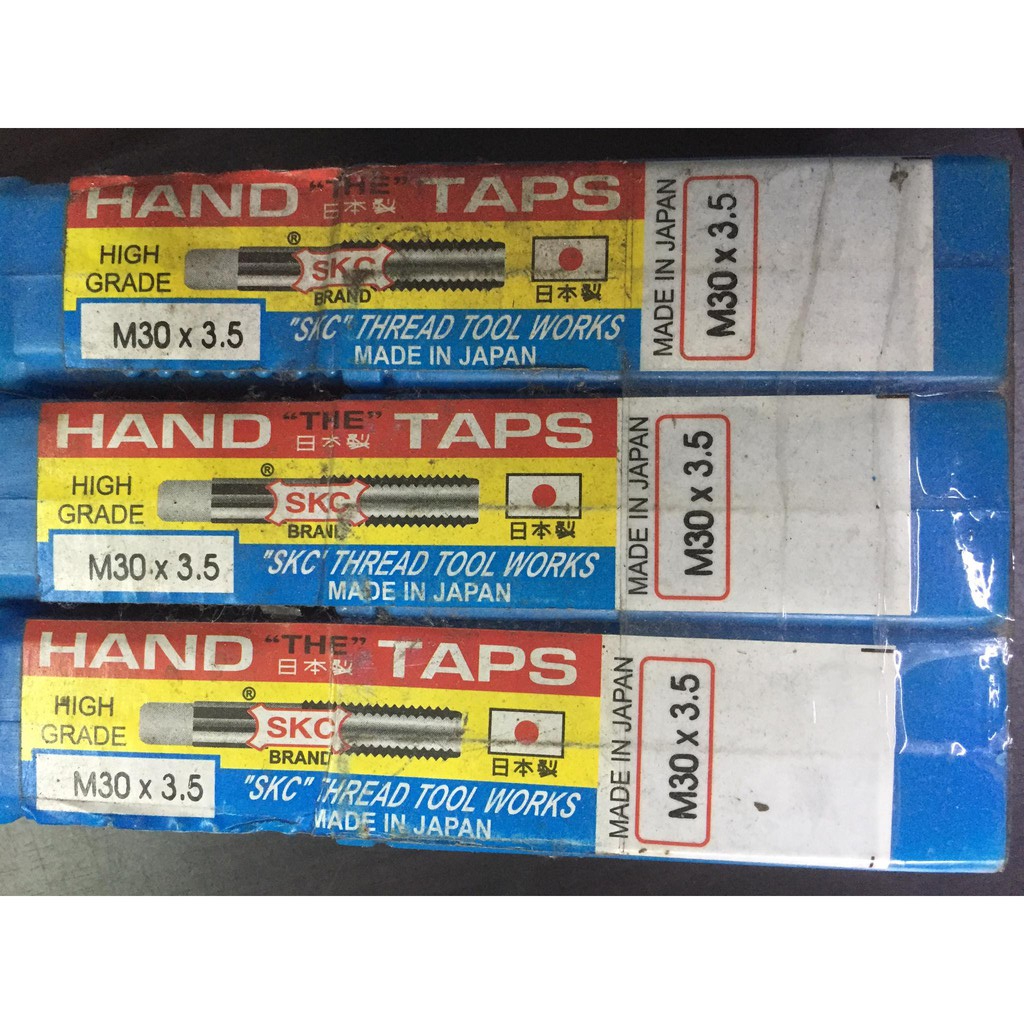 HAND "THE" TAPS
日本製
HIGH
GRADE
®
SKC
BRAND
日本製
M30 x 3.5
"SKC" THREAD TOOL WORKS
MADE IN JAPAN
MADE IN JAPAN
M30 x 3.5
HAND "THE" TAPS
日本製
HIGH
GRADE
®
SKC
BRAND
日本製
M30 x 3.5
"SKC" THREAD TOOL WORKS
MADE IN JAPAN
MADE IN JAPAN
M30 x 3.5
HAND "THE" TAPS
日本製
HIGH
GRADE
®
SKC
BRAND
日本製
M30 x 3.5
"SKC" THREAD TOOL WORKS
MADE IN JAPAN
MADE IN JAPAN
M30 x 3.5